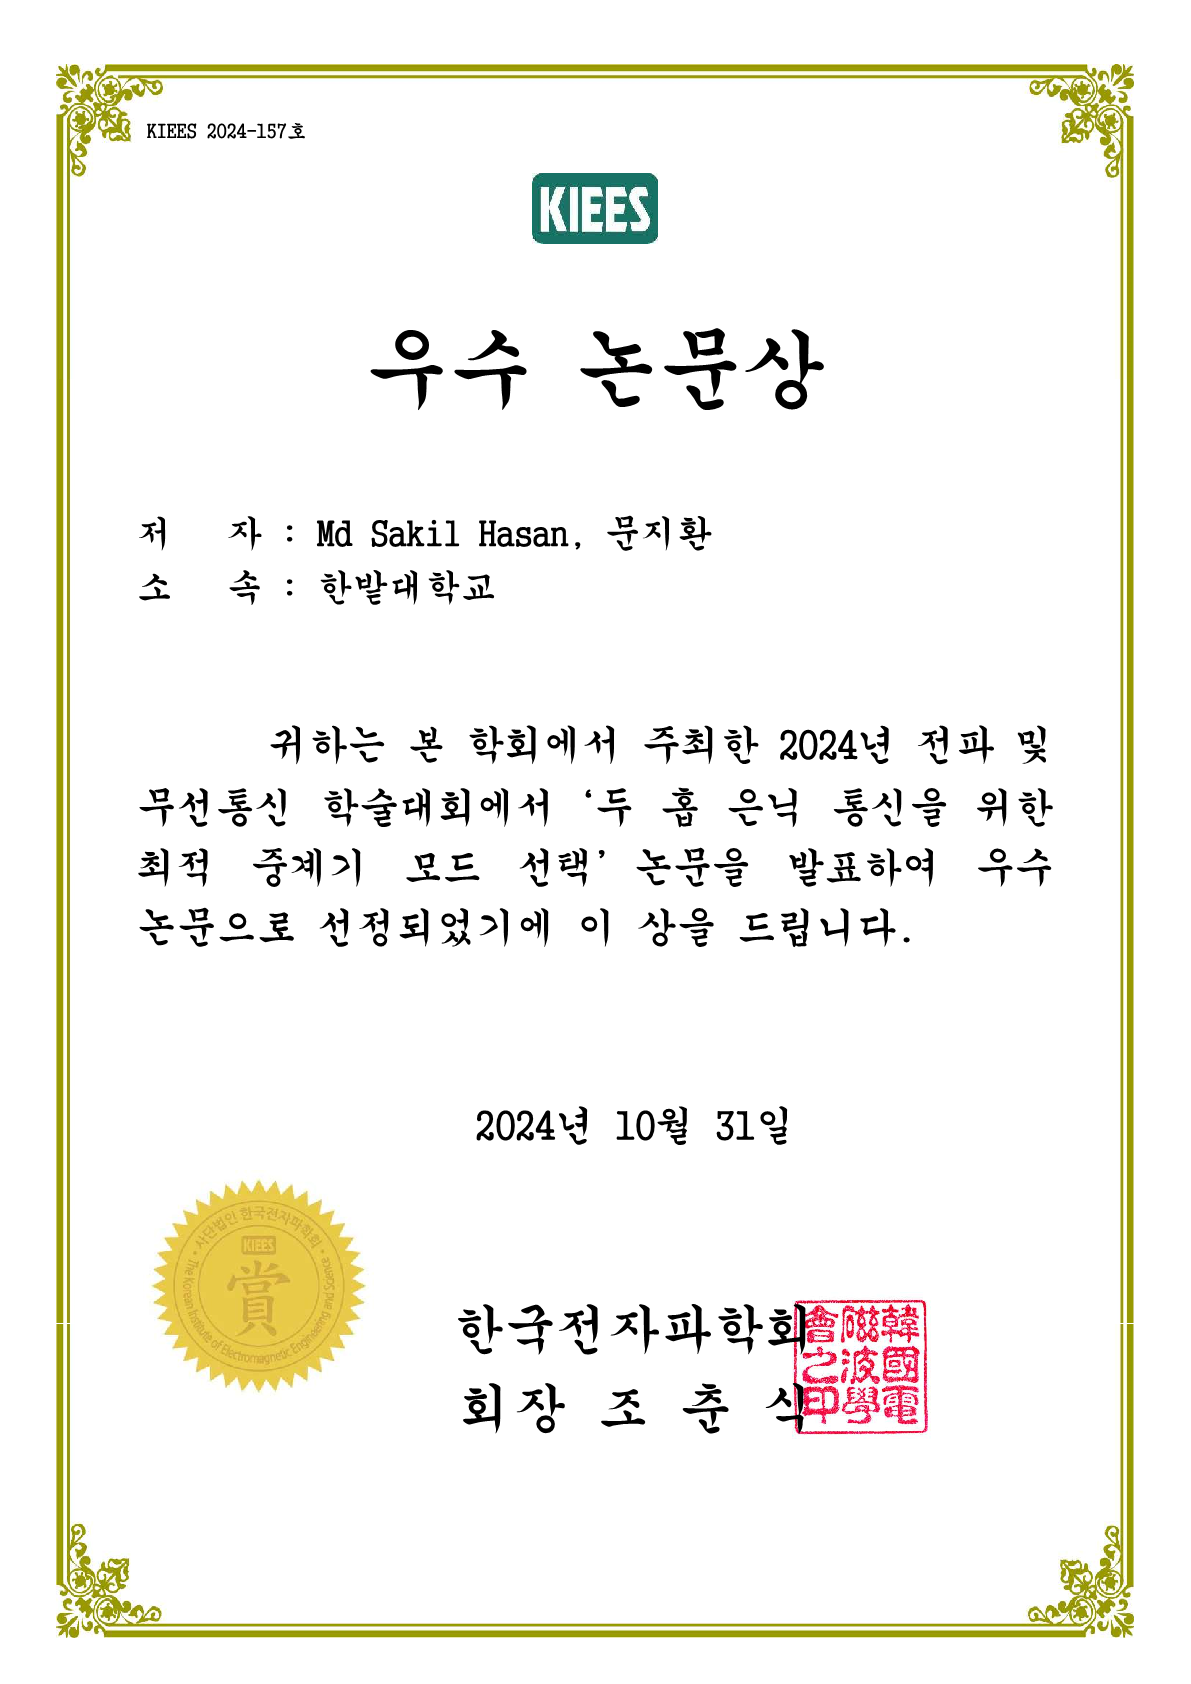 KIEES 2024-157호
KIEES
우수 논문상
저 자 : Md Sakil Hasan, 문지환
소 속 : 한밭대학교
귀하는 본 학회에서 주최한 2024년 전파 및
무선통신 학술대회에서 ‘두 홉 은닉 통신을 위한
최적 중계기 모드 선택’ 논문을 발표하여 우수
논문으로 선정되었기에 이 상을 드립니다.
2024년 10월 31일
사단법인 한국전자파학회
KIEES
賞
The Korean Institute of Electromagnetic Engineering and Science
한국전자파학회
회장 조 춘 식
韓國電
磁波學
會之印